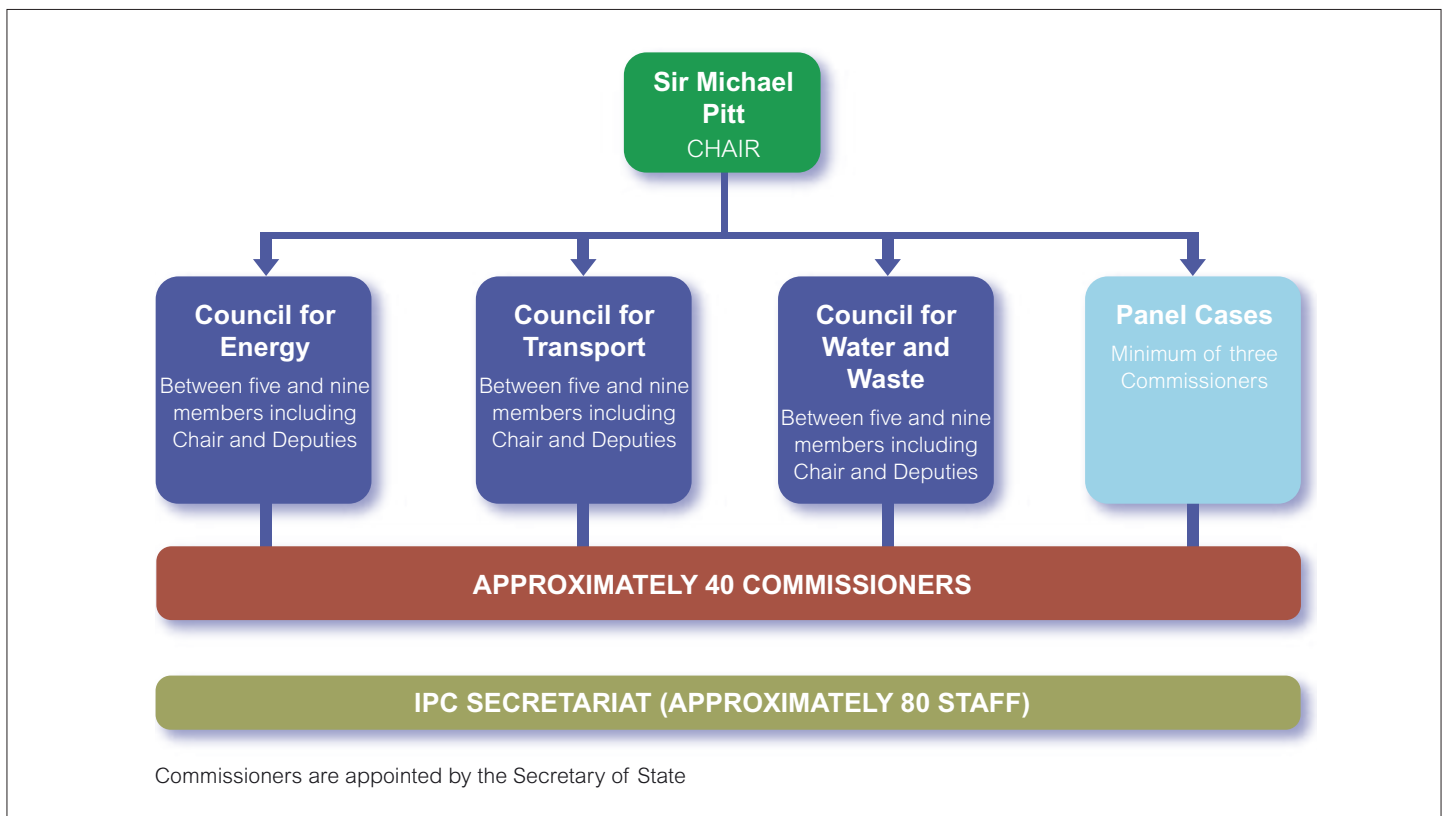 Sir Michael
Pitt
CHAIR
Council for
Energy
Between five and nine
members including
Chair and Deputies
Council for
Transport
Between five and nine
members including
Chair and Deputies
Council for
Water and
Waste
Between five and nine
members including
Chair and Deputies
Panel Cases
Minimum of three
Commissioners
APPROXIMATELY 40 COMMISSIONERS
IPC SECRETARIAT (APPROXIMATELY 80 STAFF)
Commissioners are appointed by the Secretary of State